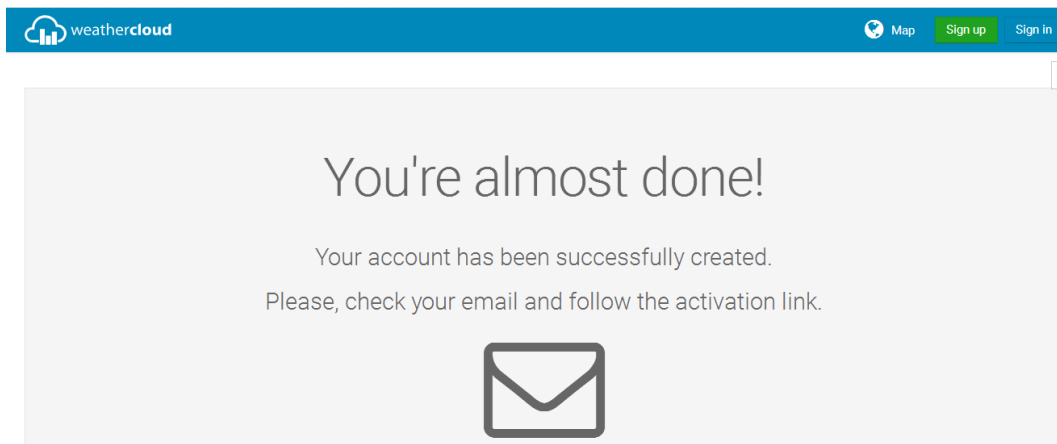 weathercloud
Map
Sign up
Sign in
You're almost done!
Your account has been successfully created.
Please, check your email and follow the activation link.